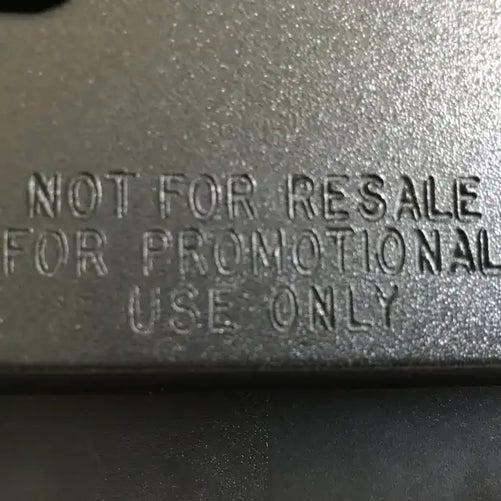 NOT FOR RESALE
FOR PROMOTIONAL
USE ONLY